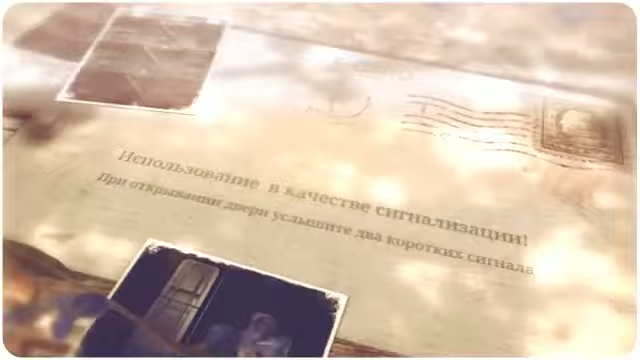 Использование в качестве сигнализации!
При открывании двери услышите два коротких сигнала